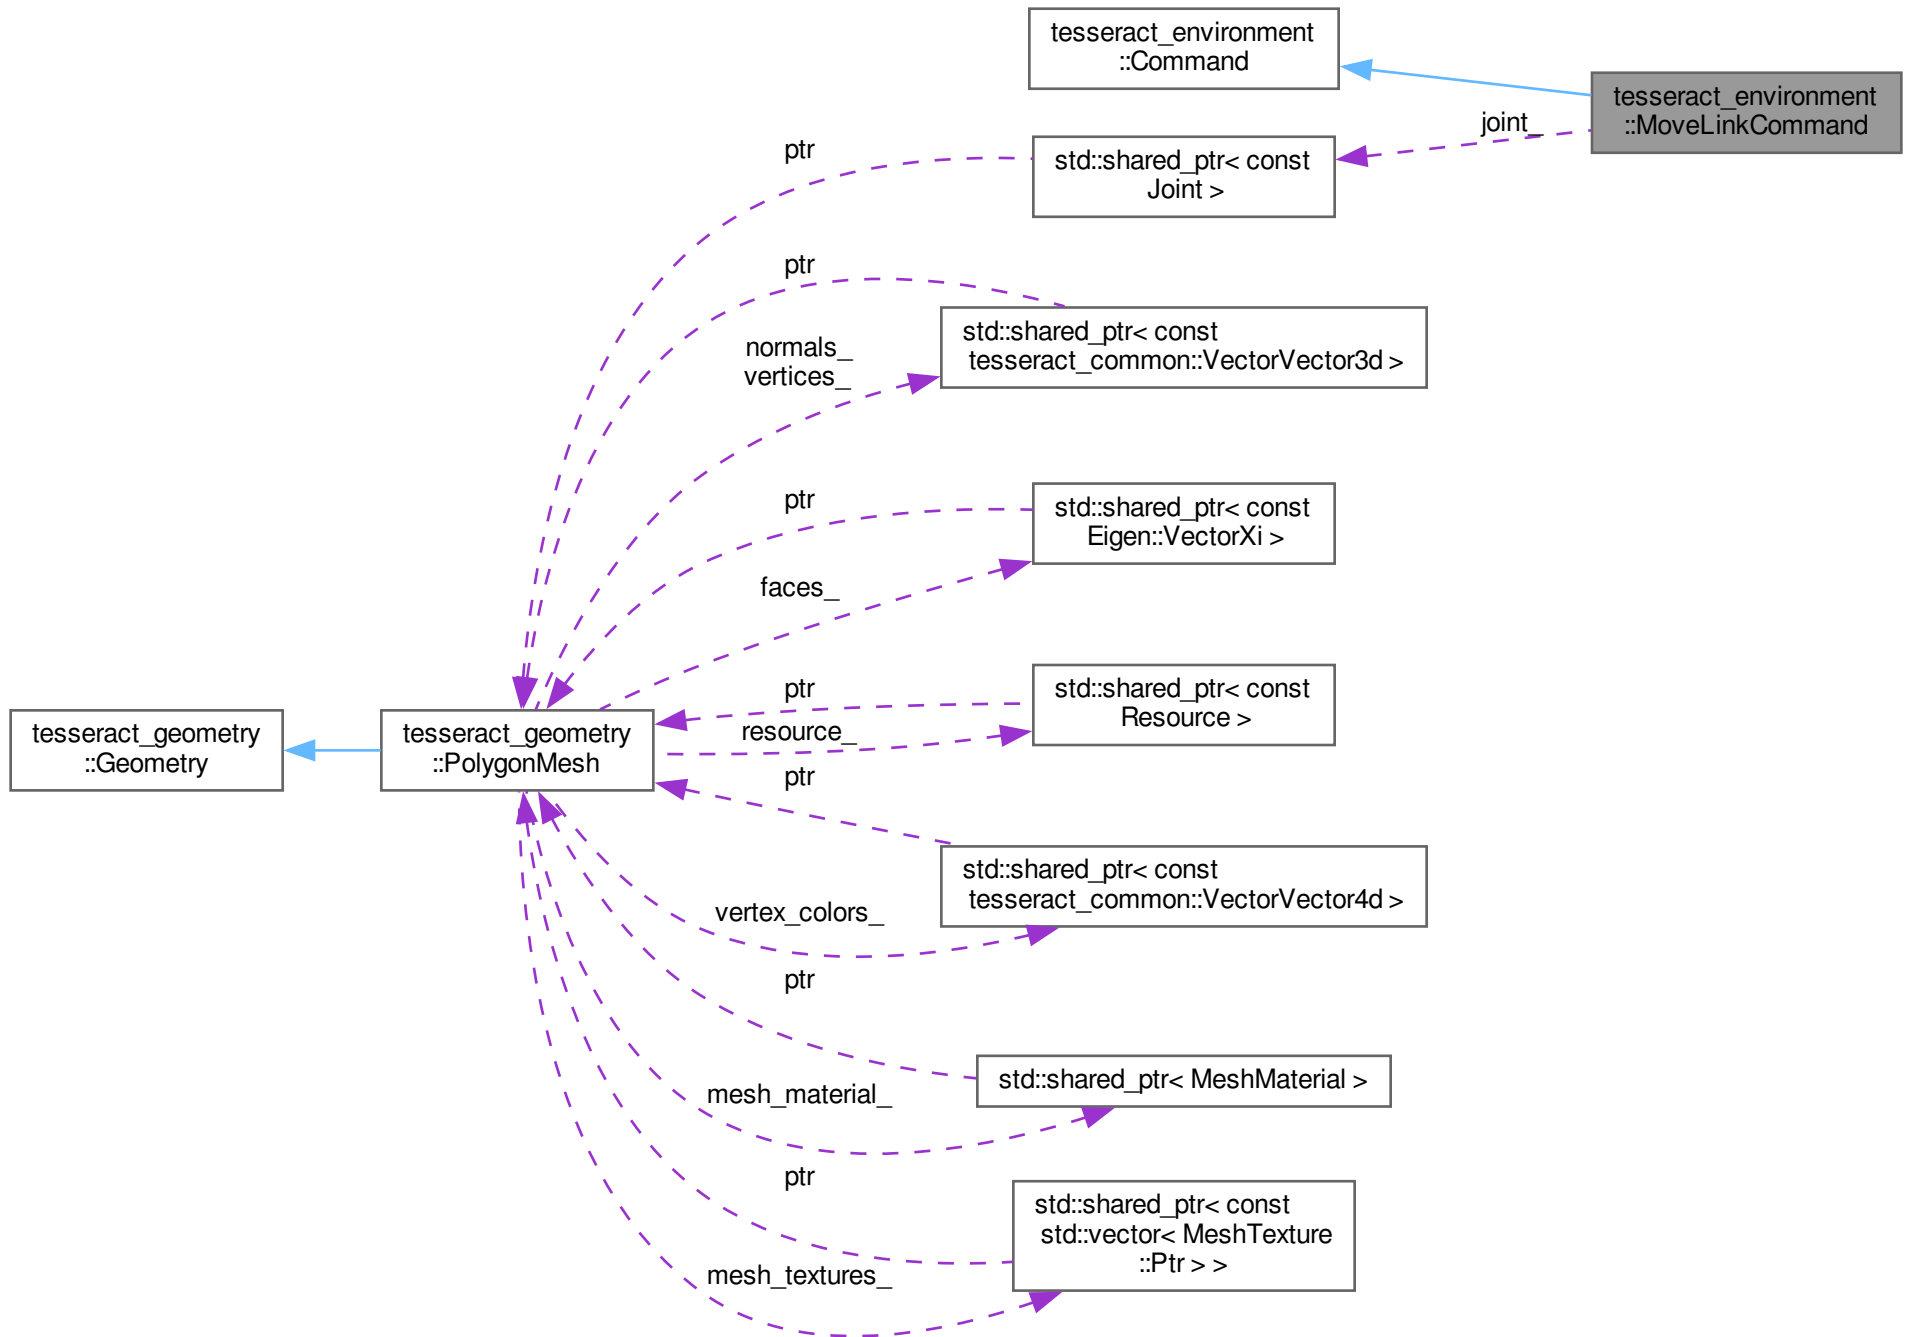 tesseract_environment
::Command
tesseract_environment
::MoveLinkCommand
joint_
ptr
std::shared_ptr< const
Joint >
ptr
std::shared_ptr< const
tesseract_common::VectorVector3d >
normals_
vertices_
ptr
std::shared_ptr< const
Eigen::VectorXi >
faces_
ptr
std::shared_ptr< const
Resource >
resource_
tesseract_geometry
::Geometry
tesseract_geometry
::PolygonMesh
ptr
std::shared_ptr< const
tesseract_common::VectorVector4d >
vertex_colors_
ptr
std::shared_ptr< MeshMaterial >
mesh_material_
ptr
std::shared_ptr< const
std::vector< MeshTexture
::Ptr > >
mesh_textures_